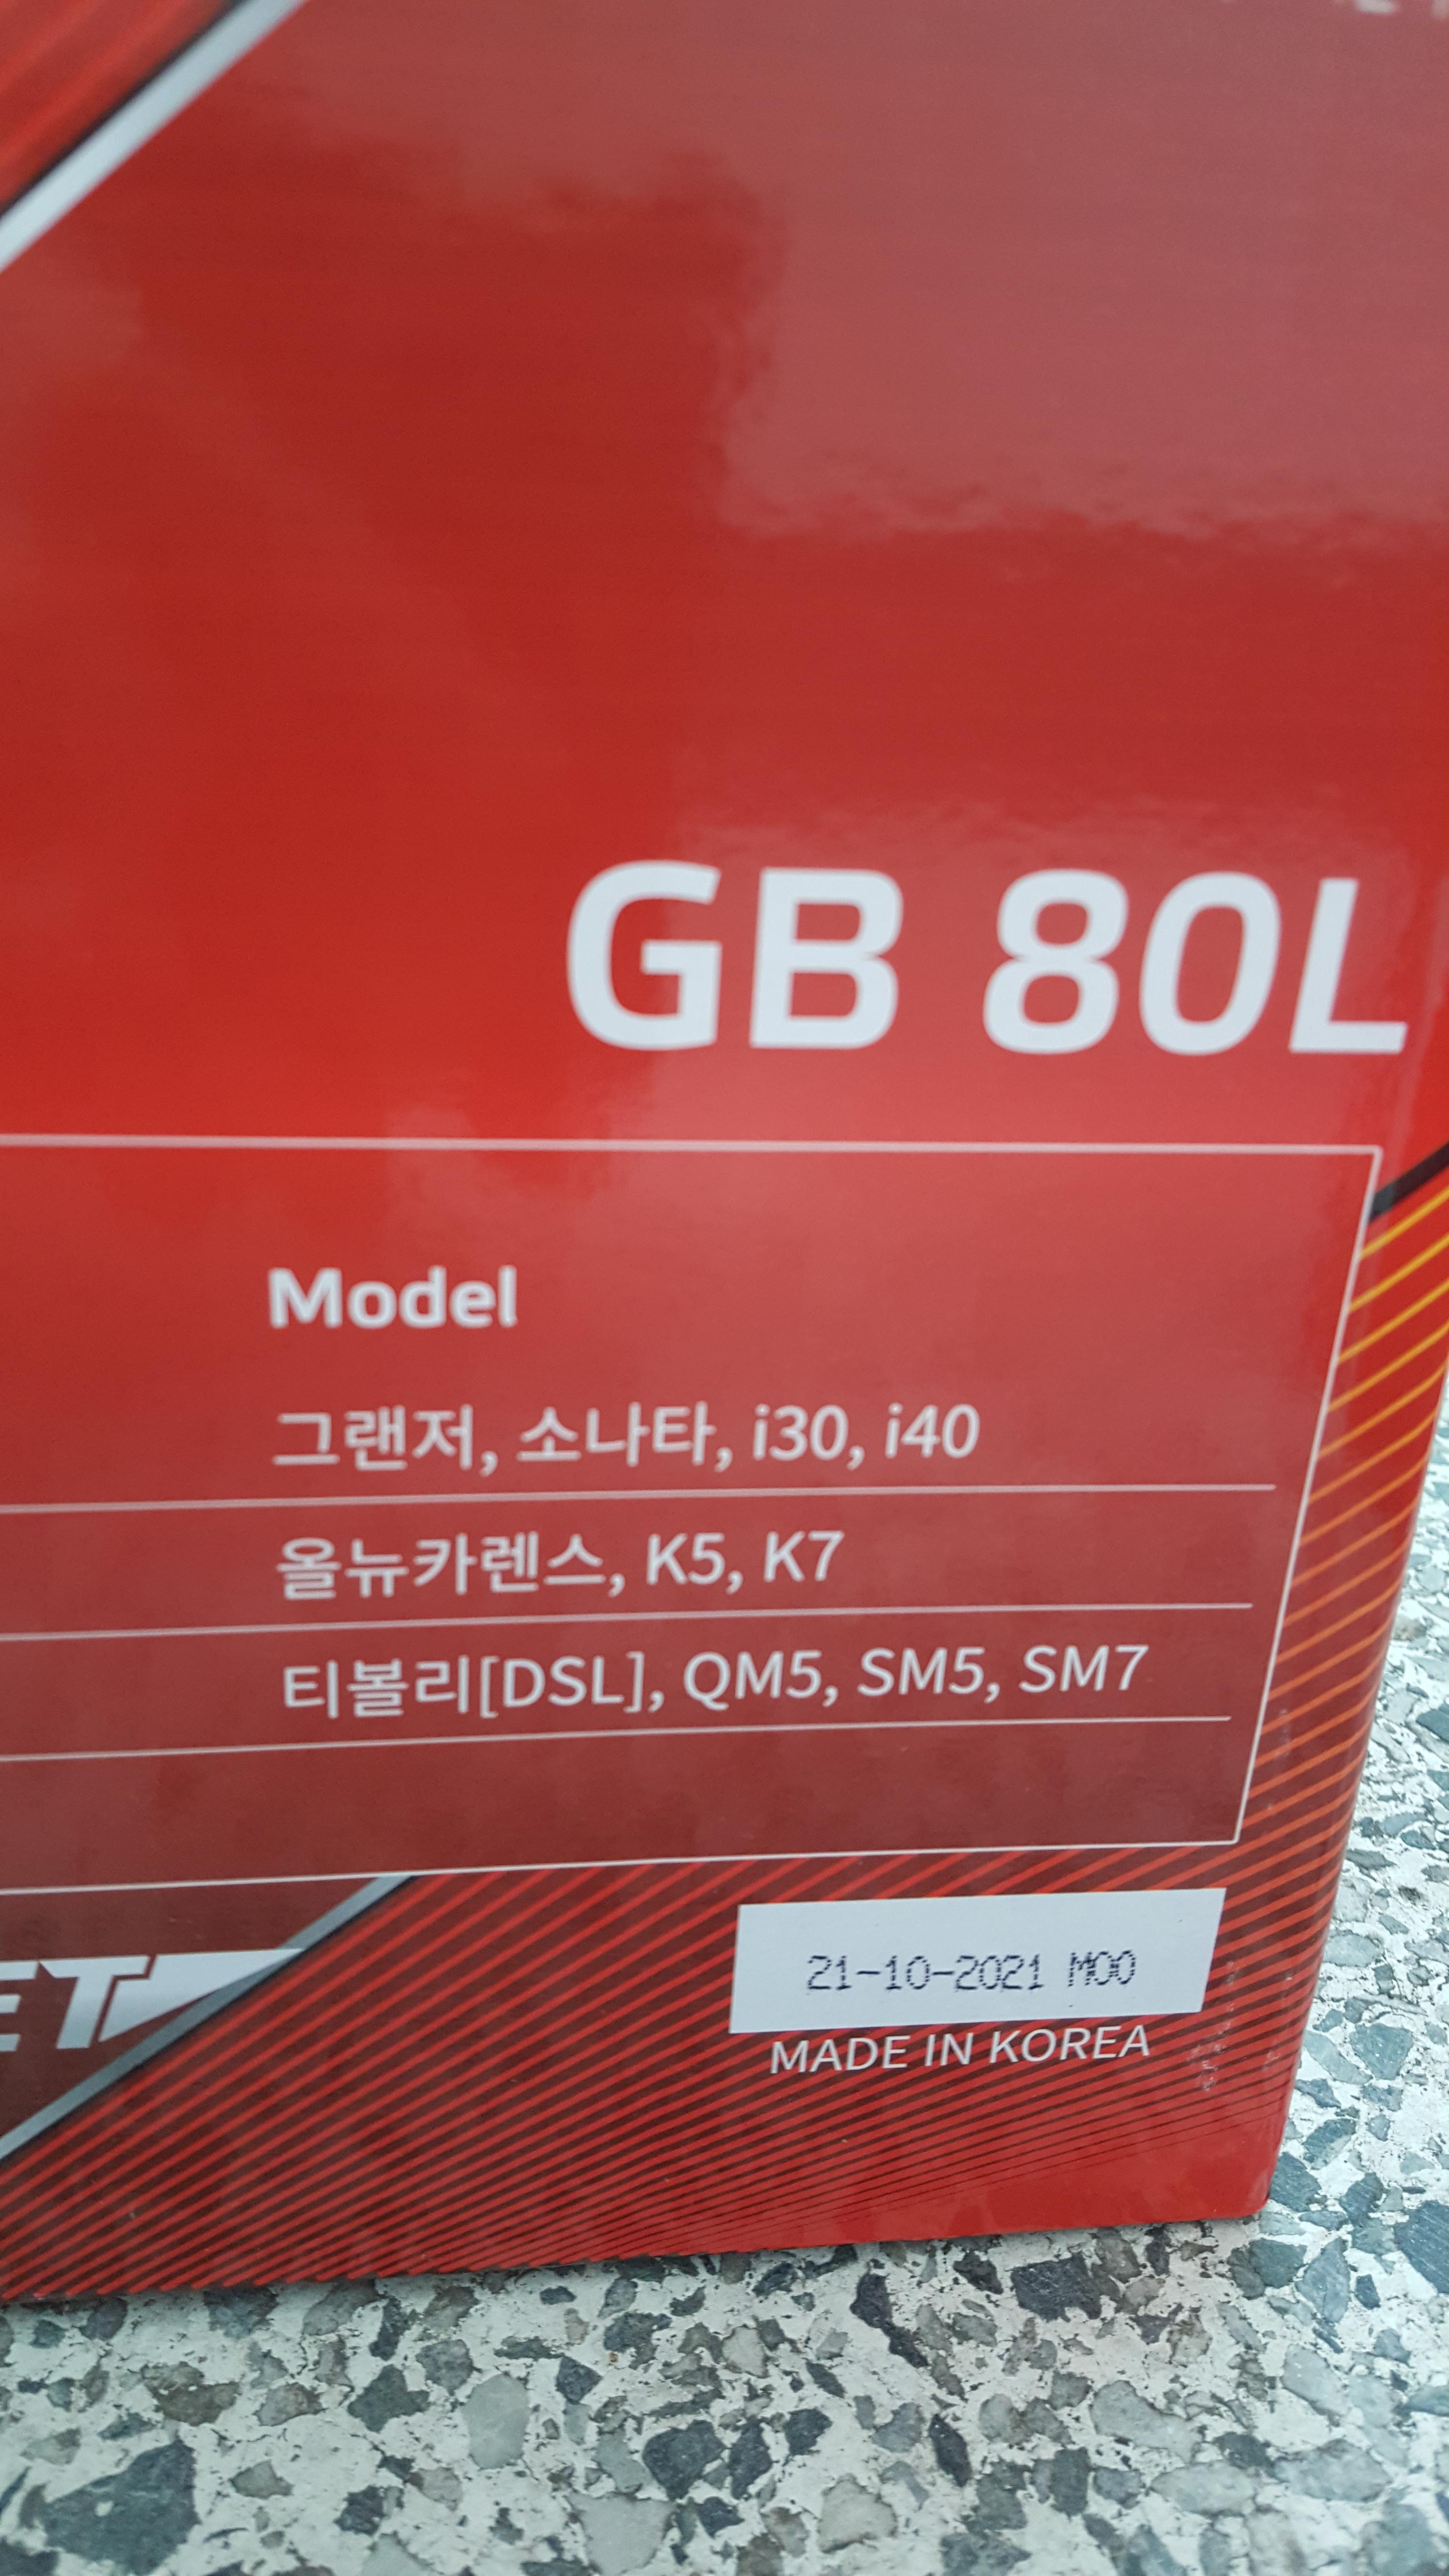 GB 80L
Model
그랜저, 소나타, i30, i40
올뉴카렌스, K5, K7
티볼리[DSL], QM5, SM5, SM7
21-10-2021 M00
MADE IN KOREA